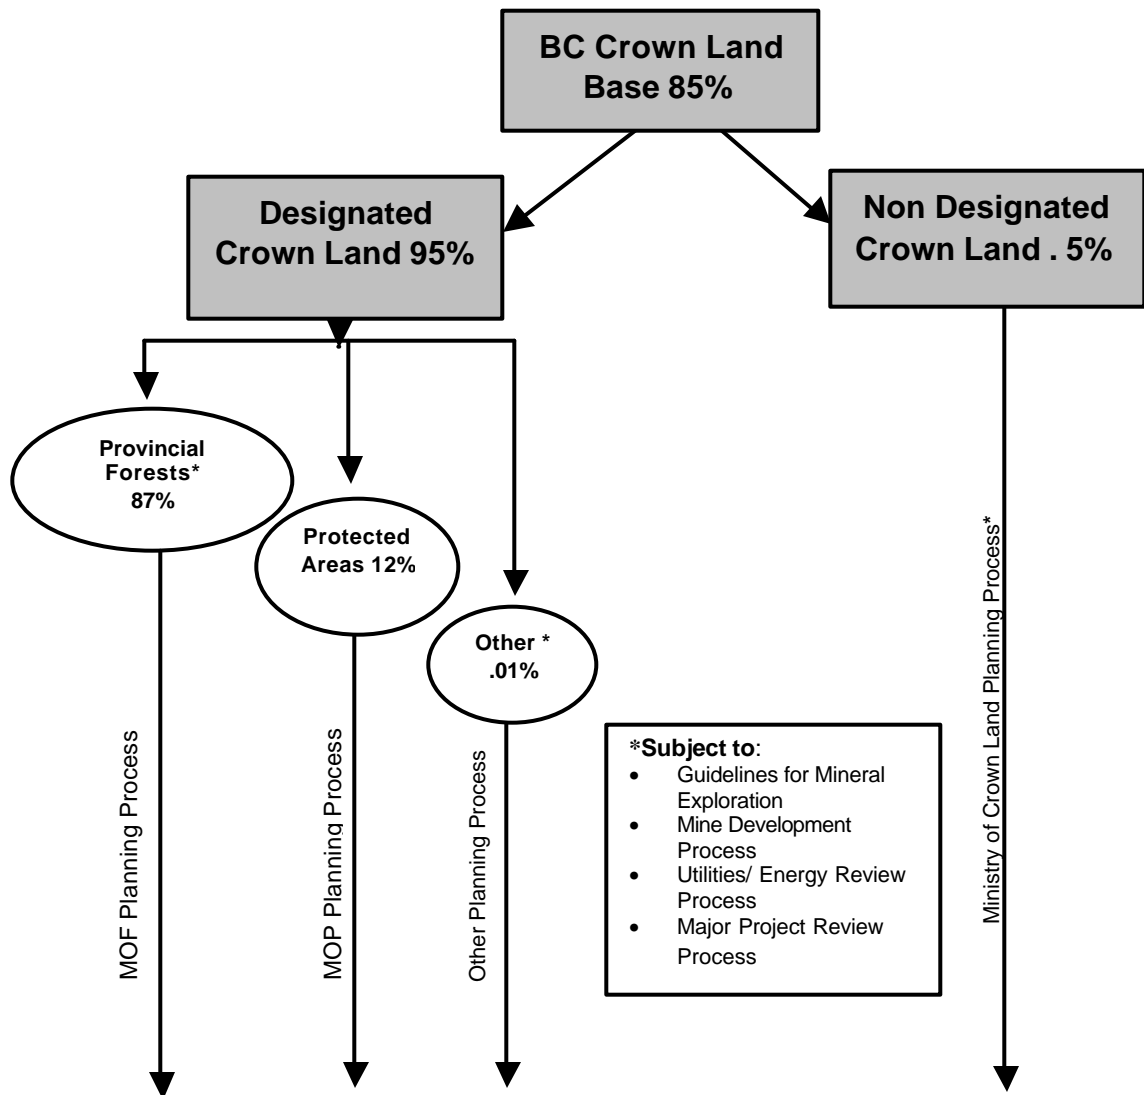 BC Crown Land
Base 85%
Designated
Crown Land 95%
Non Designated
Crown Land . 5%
Provincial
Forests*
87%
Protected
Areas 12%
Other *
.01%
MOF Planning Process
MOP Planning Process
Other Planning Process
*Subject to:
• Guidelines for Mineral
Exploration
• Mine Development
Process
• Utilities/ Energy Review
Process
• Major Project Review
Process
Ministry of Crown Land Planning Process*